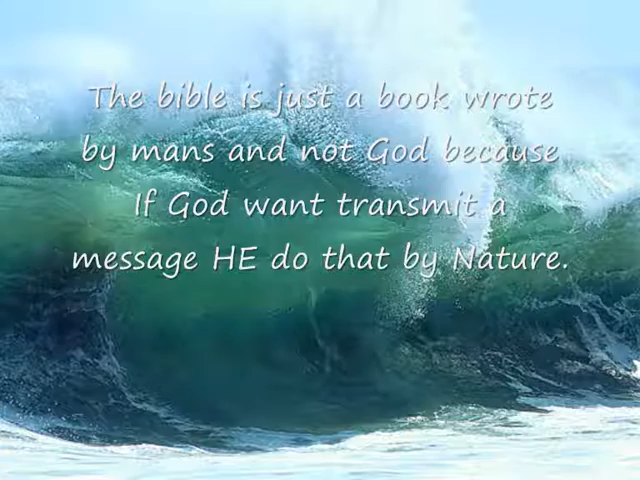 The bible is just a book wrote
by mans and not God because
If God want transmit a
message HE do that by Nature.